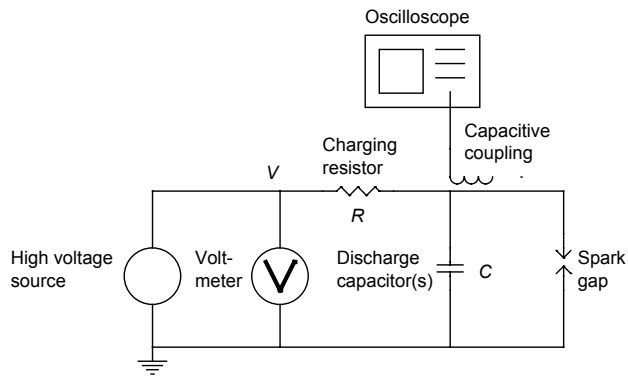 Oscilloscope
Capacitive
coupling
Charging
resistor
V
R
High voltage
source
Volt-
meter
V
Discharge
capacitor(s)
C
Spark
gap